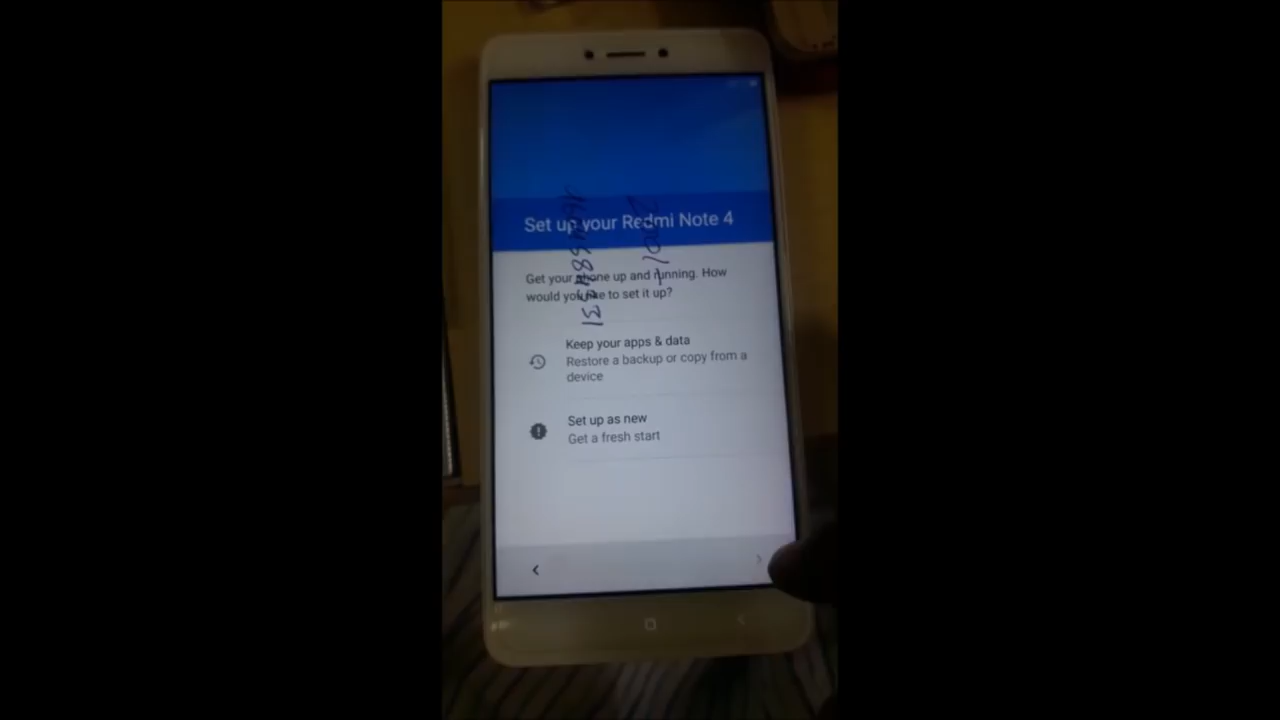 Set up your Redmi Note 4
Get your phone up and running. How
would you like to set it up?
Keep your apps & data
Restore a backup or copy from a
device
Set up as new
Get a fresh start